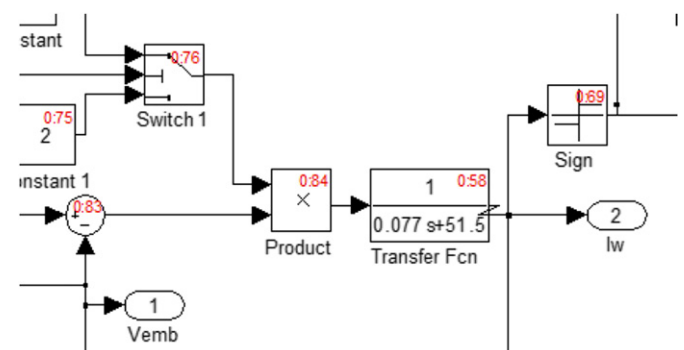 stant
0:76
Switch 1
0:75
2
onstant 1
0:83
0:84
×
Product
1
0:58
0.077 s+51.5
Transfer Fcn
0:69
Sign
2
Iw
1
Vemb